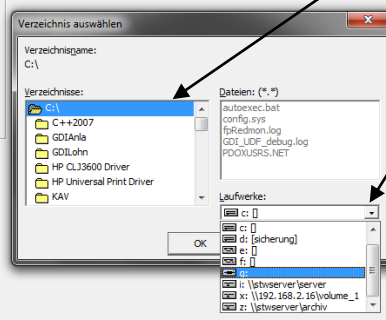 Verzeichnis auswählen
Verzeichnisname:
C:\
Verzeichnisse:
C:\
C++2007
GDIAnla
GDILohn
HP CLJ3600 Driver
HP Universal Print Driver
KAV
Dateien: (*.*)
autoexec.bat
config.sys
fpRedmon.log
GDI_UDF_debug.log
PDOXUSRS.NET
Laufwerke:
c: []
OK
c: []
d: [sicherung]
e: []
f: []
g:
i: \\stwserver\server
x: \\192.168.2.16\volume_1
z: \\stwserver\archiv